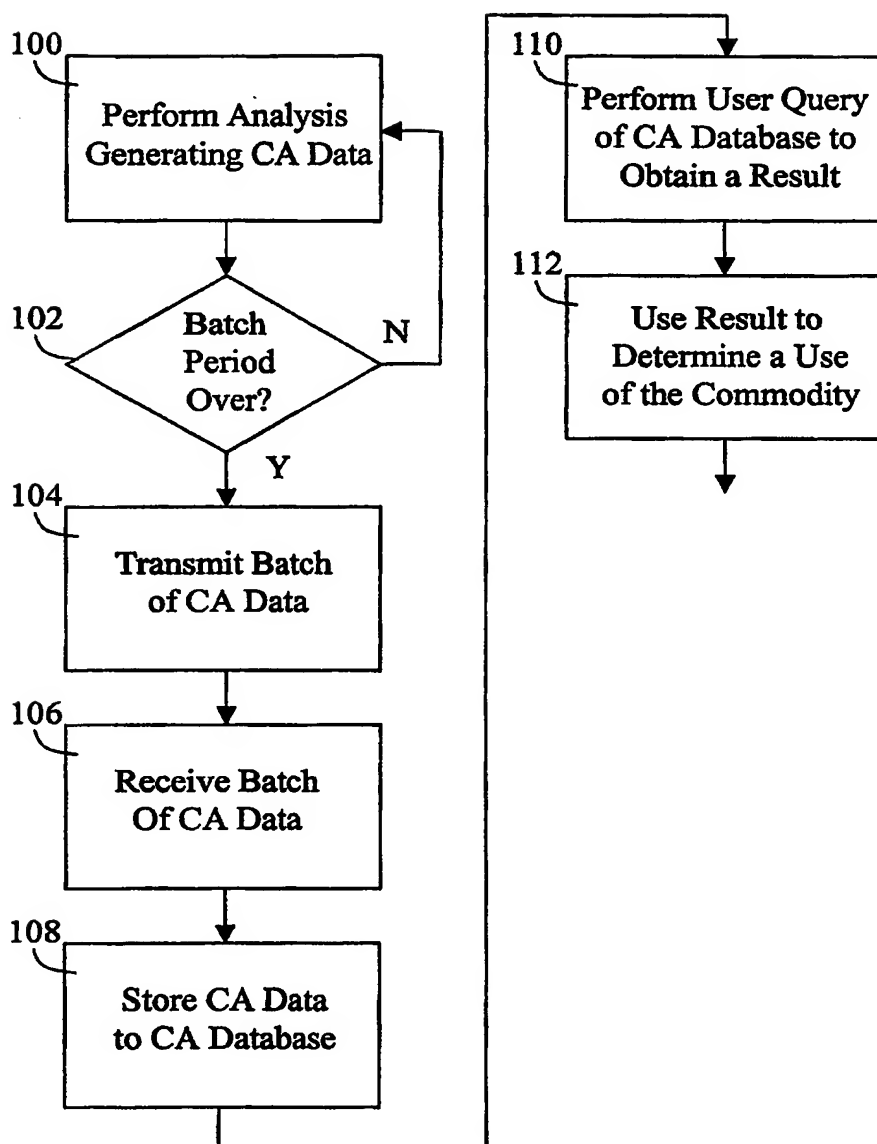 100
Perform Analysis
Generating CA Data
102
Batch
Period
Over?
N
Y
104
Transmit Batch
of CA Data
106
Receive Batch
Of CA Data
108
Store CA Data
to CA Database
110
Perform User Query
of CA Database to
Obtain a Result
112
Use Result to
Determine a Use
of the Commodity